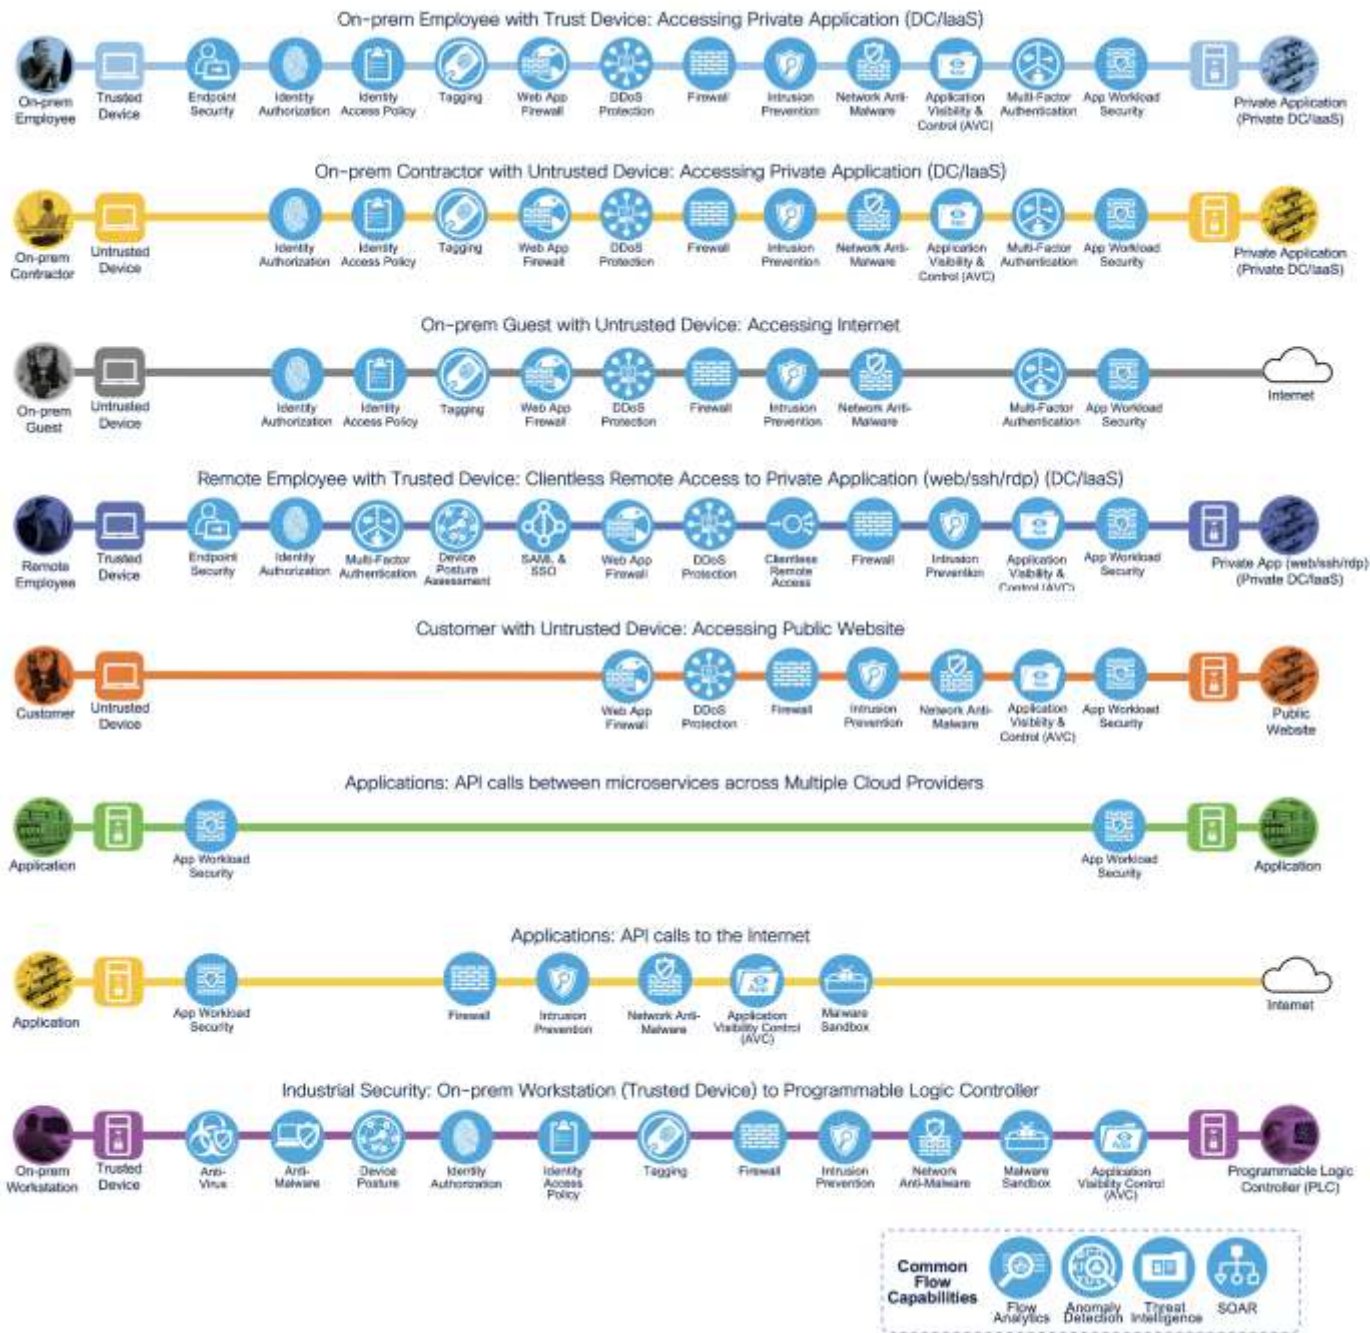 On-prem Employee with Trust Device: Accessing Private Application (DC/IaaS)
On-prem Employee
Trusted Device
Endpoint Security
Identity Authorization
Identity Access Policy
Tagging
Web App Firewall
DDoS Protection
Firewall
Intrusion Prevention
Network Anti-Malware
Application Visibility & Control (AVC)
Multi-Factor Authentication
App Workload Security
Private Application (Private DC/IaaS)
On-prem Contractor with Untrusted Device: Accessing Private Application (DC/IaaS)
On-prem Contractor
Untrusted Device
Identity Authorization
Identity Access Policy
Tagging
Web App Firewall
DDoS Protection
Firewall
Intrusion Prevention
Network Anti-Malware
Application Visibility & Control (AVC)
Multi-Factor Authentication
App Workload Security
Private Application (Private DC/IaaS)
On-prem Guest with Untrusted Device: Accessing Internet
On-prem Guest
Untrusted Device
Identity Authorization
Identity Access Policy
Tagging
Web App Firewall
DDoS Protection
Firewall
Intrusion Prevention
Network Anti-Malware
Multi-Factor Authentication
App Workload Security
Internet
Remote Employee with Trusted Device: Clientless Remote Access to Private Application (web/ssh/rdp) (DC/IaaS)
Remote Employee
Trusted Device
Endpoint Security
Identity Authorization
Multi-Factor Authentication
Device Posture Assessment
SAML & SSO
Web App Firewall
DDoS Protection
Clientless Remote Access
Firewall
Intrusion Prevention
Application Visibility & Control (AVC)
App Workload Security
Private App (web/ssh/rdp) (Private DC/IaaS)
Customer with Untrusted Device: Accessing Public Website
Customer
Untrusted Device
Web App Firewall
DDoS Protection
Firewall
Intrusion Prevention
Network Anti-Malware
Application Visibility & Control (AVC)
App Workload Security
Public Website
Applications: API calls between microservices across Multiple Cloud Providers
Application
App Workload Security
App Workload Security
Application
Applications: API calls to the Internet
Application
App Workload Security
Firewall
Intrusion Prevention
Network Anti-Malware
Application Visibility Control (AVC)
Malware Sandbox
Internet
Industrial Security: On-prem Workstation (Trusted Device) to Programmable Logic Controller
On-prem Workstation
Trusted Device
Anti-Virus
Anti-Malware
Device Posture
Identity Authorization
Identity Access Policy
Tagging
Firewall
Intrusion Prevention
Network Anti-Malware
Malware Sandbox
Application Visibility Control (AVC)
Programmable Logic Controller (PLC)
Common Flow Capabilities
Flow Analytics
Anomaly Detection
Threat Intelligence
SOAR